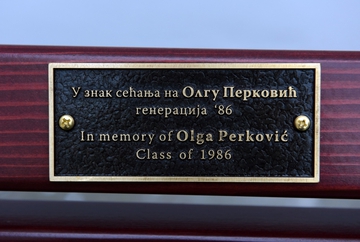 У знак сећања на Олгу Перковић
генерација '86
In memory of Olga Perković
Class of 1986